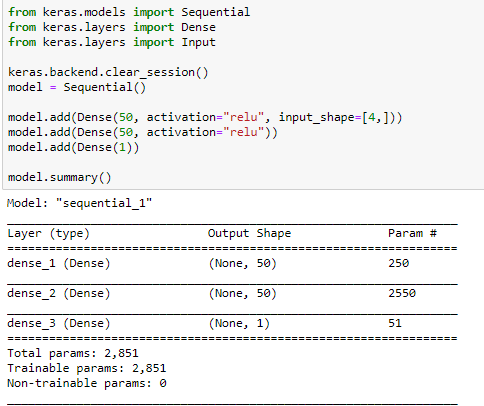 from keras.models import Sequential
from keras.layers import Dense
from keras.layers import Input
keras.backend.clear_session()
model = Sequential()
model.add(Dense(50, activation="relu", input_shape=[4,]))
model.add(Dense(50, activation="relu"))
model.add(Dense(1))
model.summary()
Model: "sequential_1"
_________________________________________________________________
Layer (type)                 Output Shape              Param #
=================================================================
dense_1 (Dense)              (None, 50)                250
_________________________________________________________________
dense_2 (Dense)              (None, 50)                2550
_________________________________________________________________
dense_3 (Dense)              (None, 1)                 51
=================================================================
Total params: 2,851
Trainable params: 2,851
Non-trainable params: 0
_________________________________________________________________